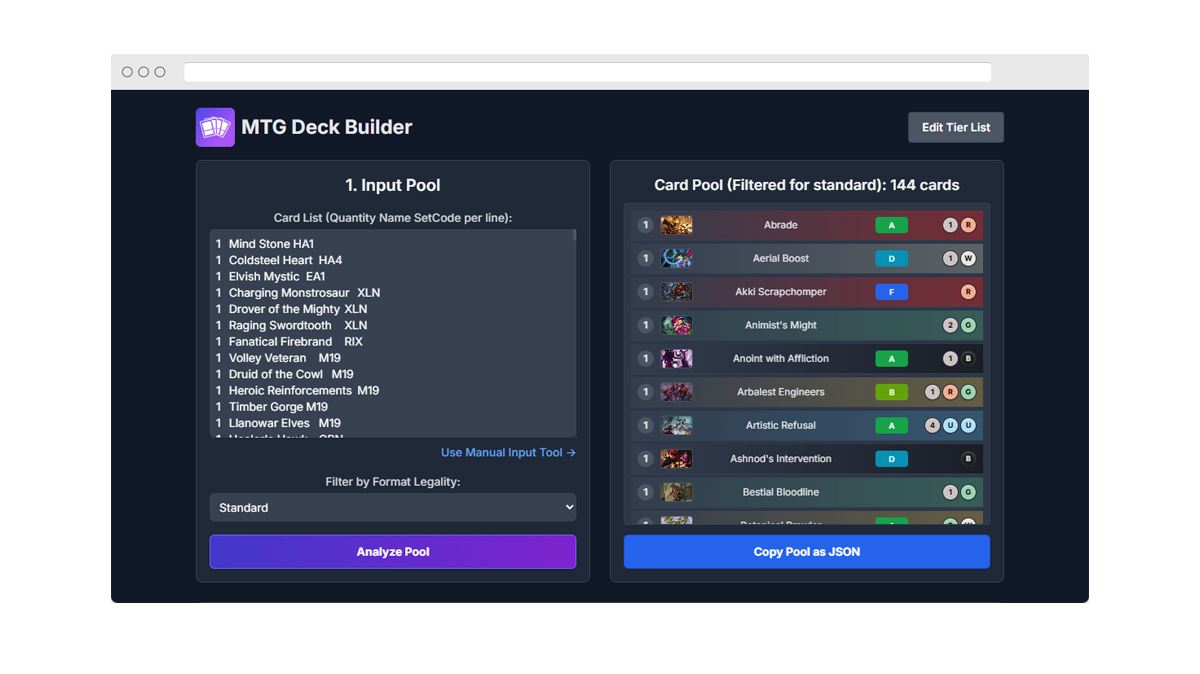 MTG Deck Builder
Edit Tier List
1. Input Pool
Card List (Quantity Name SetCode per line):
1 Mind Stone HA1
1 Coldsteel Heart HA4
1 Elvish Mystic EA1
1 Charging Monstrosaur XLN
1 Drover of the Mighty XLN
1 Raging Swordtooth XLN
1 Fanatical Firebrand RIX
1 Volley Veteran M19
1 Druid of the Cowl M19
1 Heroic Reinforcements M19
1 Timber Gorge M19
1 Llanowar Elves M19
Use Manual Input Tool →
Filter by Format Legality:
Standard
Analyze Pool
Card Pool (Filtered for standard): 144 cards
1 Abrade A 1 R
1 Aerial Boost D 1 W
1 Akki Scrapchomper F R
1 Animist's Might 2 G
1 Anoint with Affliction A 1 B
1 Arbalest Engineers B 1 R G
1 Artistic Refusal A 4 U U
1 Ashnod's Intervention D B
1 Bestial Bloodline 1 G
Copy Pool as JSON